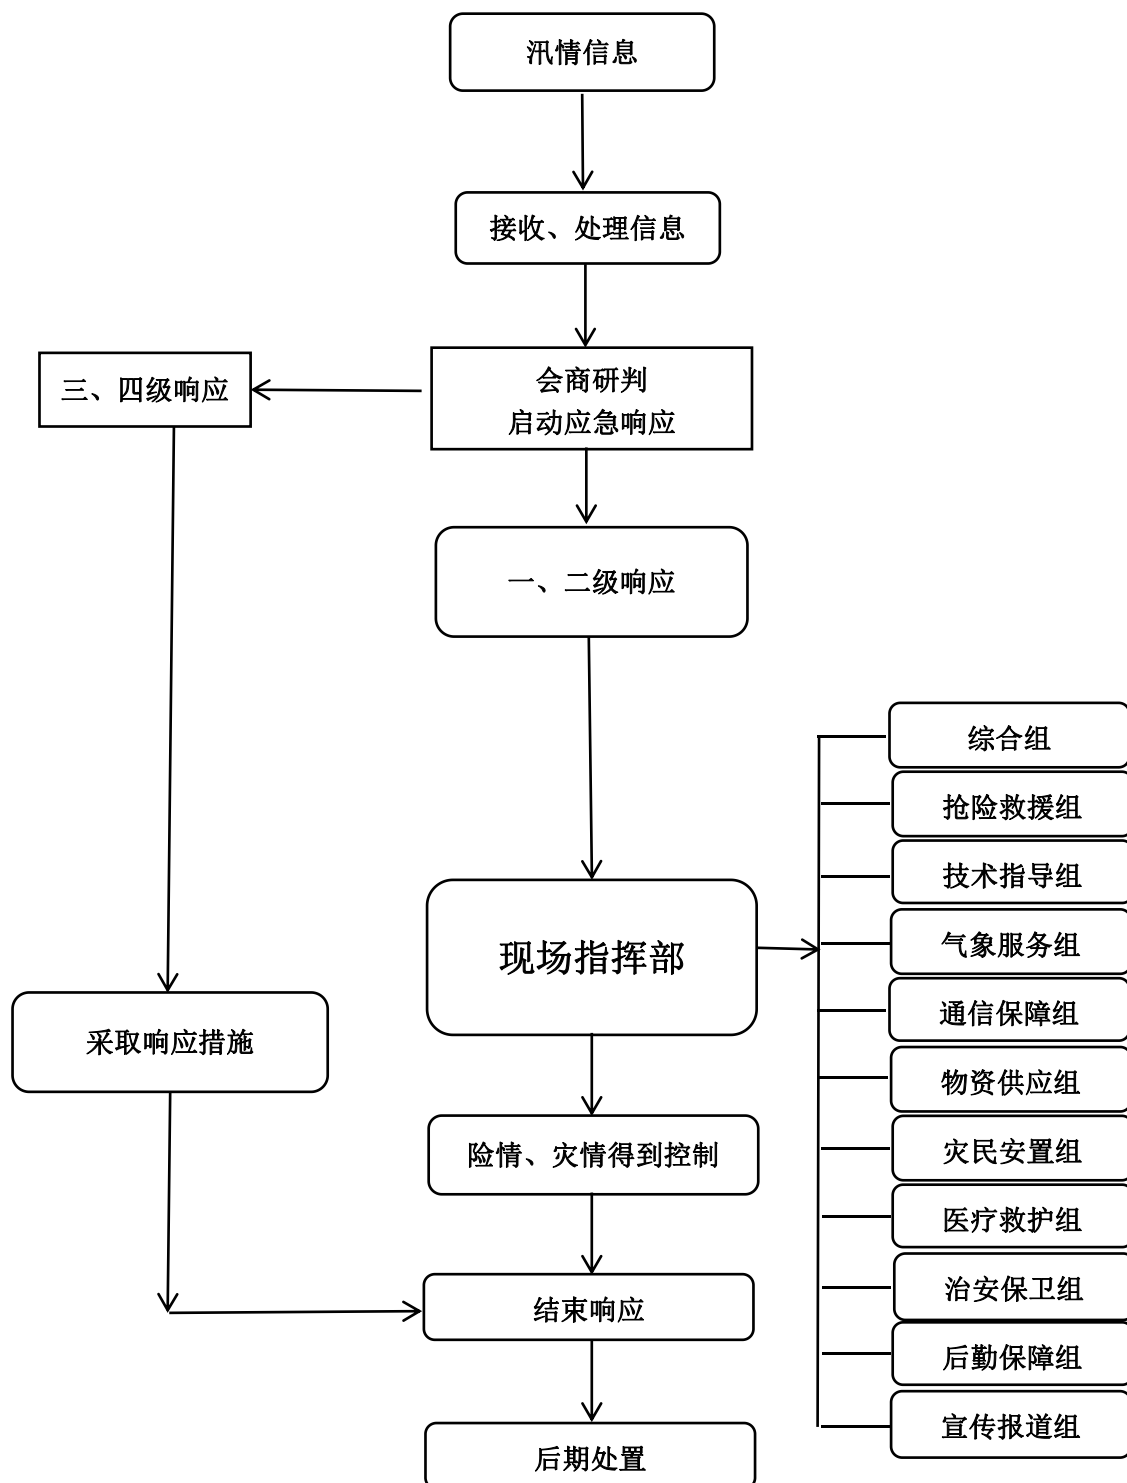 汛情信息
接收、处理信息
三、四级响应
会商研判
启动应急响应
一、二级响应
综合组
抢险救援组
技术指导组
气象服务组
现场指挥部
通信保障组
采取响应措施
物资供应组
险情、灾情得到控制
灾民安置组
医疗救护组
治安保卫组
结束响应
后勤保障组
宣传报道组
后期处置